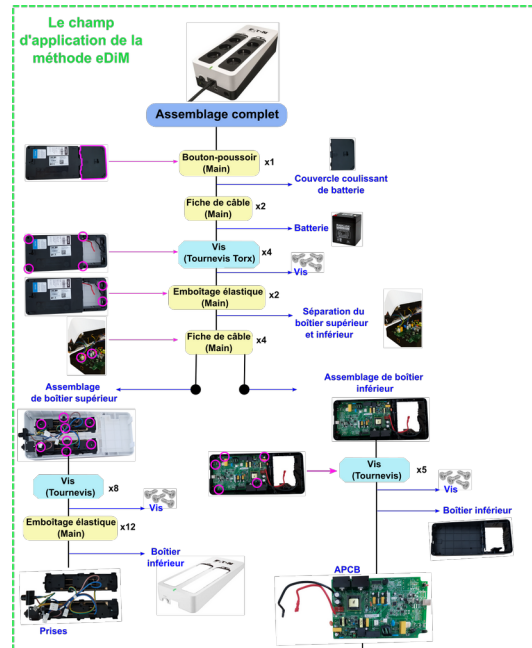 Le champ
d'application de la
méthode eDiM
Assemblage complet
Bouton-poussoir
(Main)
x1
Couvercle coulissant
de batterie
Fiche de câble
(Main)
x2
Batterie
Vis
(Tournevis Torx)
x4
Vis
Emboîtage élastique
(Main)
x2
Séparation du
boîtier supérieur
et inférieur
Fiche de câble
(Main)
x4
Assemblage
de boîtier supérieur
Assemblage de boîtier
inférieur
Vis
(Tournevis)
x8
Vis
Emboîtage élastique
(Main)
x12
Boîtier
inférieur
Prises
Vis
(Tournevis)
x5
Vis
Boîtier inférieur
APCB